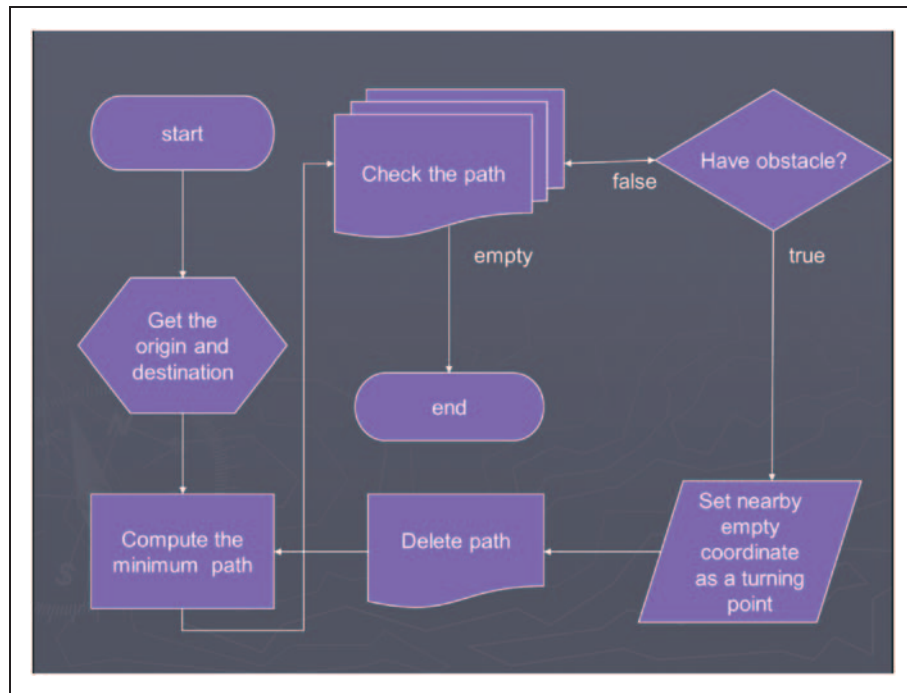 start
Check the path
Have obstacle?
false
empty
true
Get the
origin and
destination
end
Compute the
minimum path
Delete path
Set nearby
empty
coordinate
as a turning
point